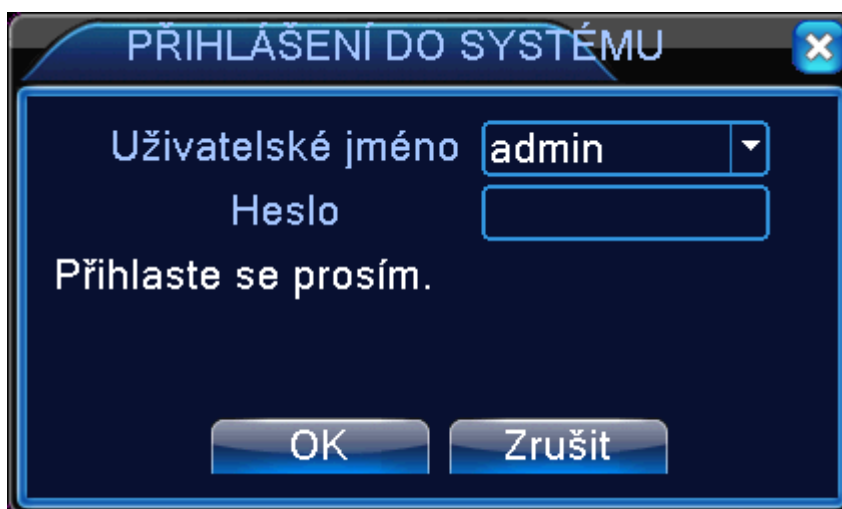 PŘIHLÁŠENÍ DO SYSTÉMU
Uživatelské jméno admin
Heslo
Přihlaste se prosím.
OK Zrušit